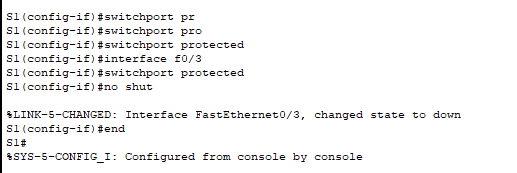 S1(config-if)#switchport pr
S1(config-if)#switchport pro
S1(config-if)#switchport protected
S1(config-if)#interface f0/3
S1(config-if)#switchport protected
S1(config-if)#no shut
%LINK-5-CHANGED: Interface FastEthernet0/3, changed state to down
S1(config-if)#end
S1#
%SYS-5-CONFIG_I: Configured from console by console